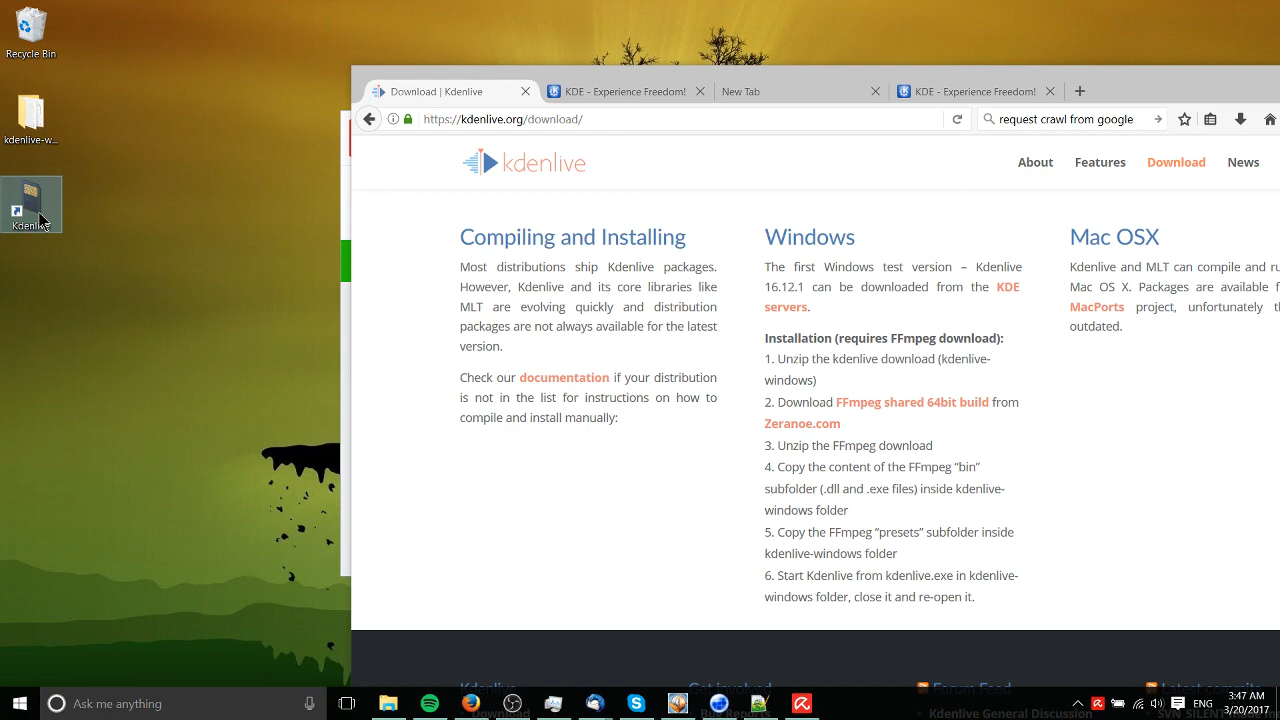 Recycle Bin
kdenlive-w...
Kdenlive
Download | Kdenlive
KDE - Experience Freedom!
New Tab
KDE - Experience Freedom!
https://kdenlive.org/download/
request crawl from google
kdenlive
About
Features
Download
News
Compiling and Installing
Most distributions ship Kdenlive packages.
However, Kdenlive and its core libraries like
MLT are evolving quickly and distribution
packages are not always available for the latest
version.
Check our documentation if your distribution
is not in the list for instructions on how to
compile and install manually:
Windows
The first Windows test version – Kdenlive
16.12.1 can be downloaded from the KDE
servers.
Installation (requires FFmpeg download):
1. Unzip the kdenlive download (kdenlive-
windows)
2. Download FFmpeg shared 64bit build from
Zeranoe.com
3. Unzip the FFmpeg download
4. Copy the content of the FFmpeg “bin”
subfolder (.dll and .exe files) inside kdenlive-
windows folder
5. Copy the FFmpeg “presets” subfolder inside
kdenlive-windows folder
6. Start Kdenlive from kdenlive.exe in kdenlive-
windows folder, close it and re-open it.
Mac OSX
Kdenlive and MLT can compile and ru
Mac OS X. Packages are available f
MacPorts project, unfortunately th
outdated.
Kdenlive
Get involved
Forum Feed
Latest commits
Download
Bug Reports
Kdenlive General Discussion
SVN_SILENT
Ask me anything
ENG
3:47 AM
3/20/2017